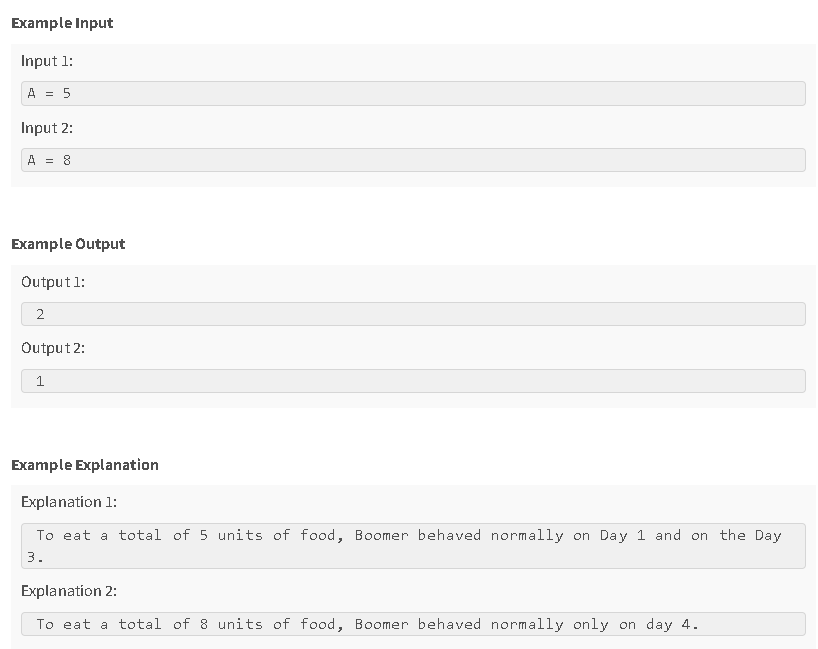 Example Input
Input 1:
A = 5
Input 2:
A = 8
Example Output
Output 1:
2
Output 2:
1
Example Explanation
Explanation 1:
To eat a total of 5 units of food, Boomer behaved normally on Day 1 and on the Day
3.
Explanation 2:
To eat a total of 8 units of food, Boomer behaved normally only on day 4.